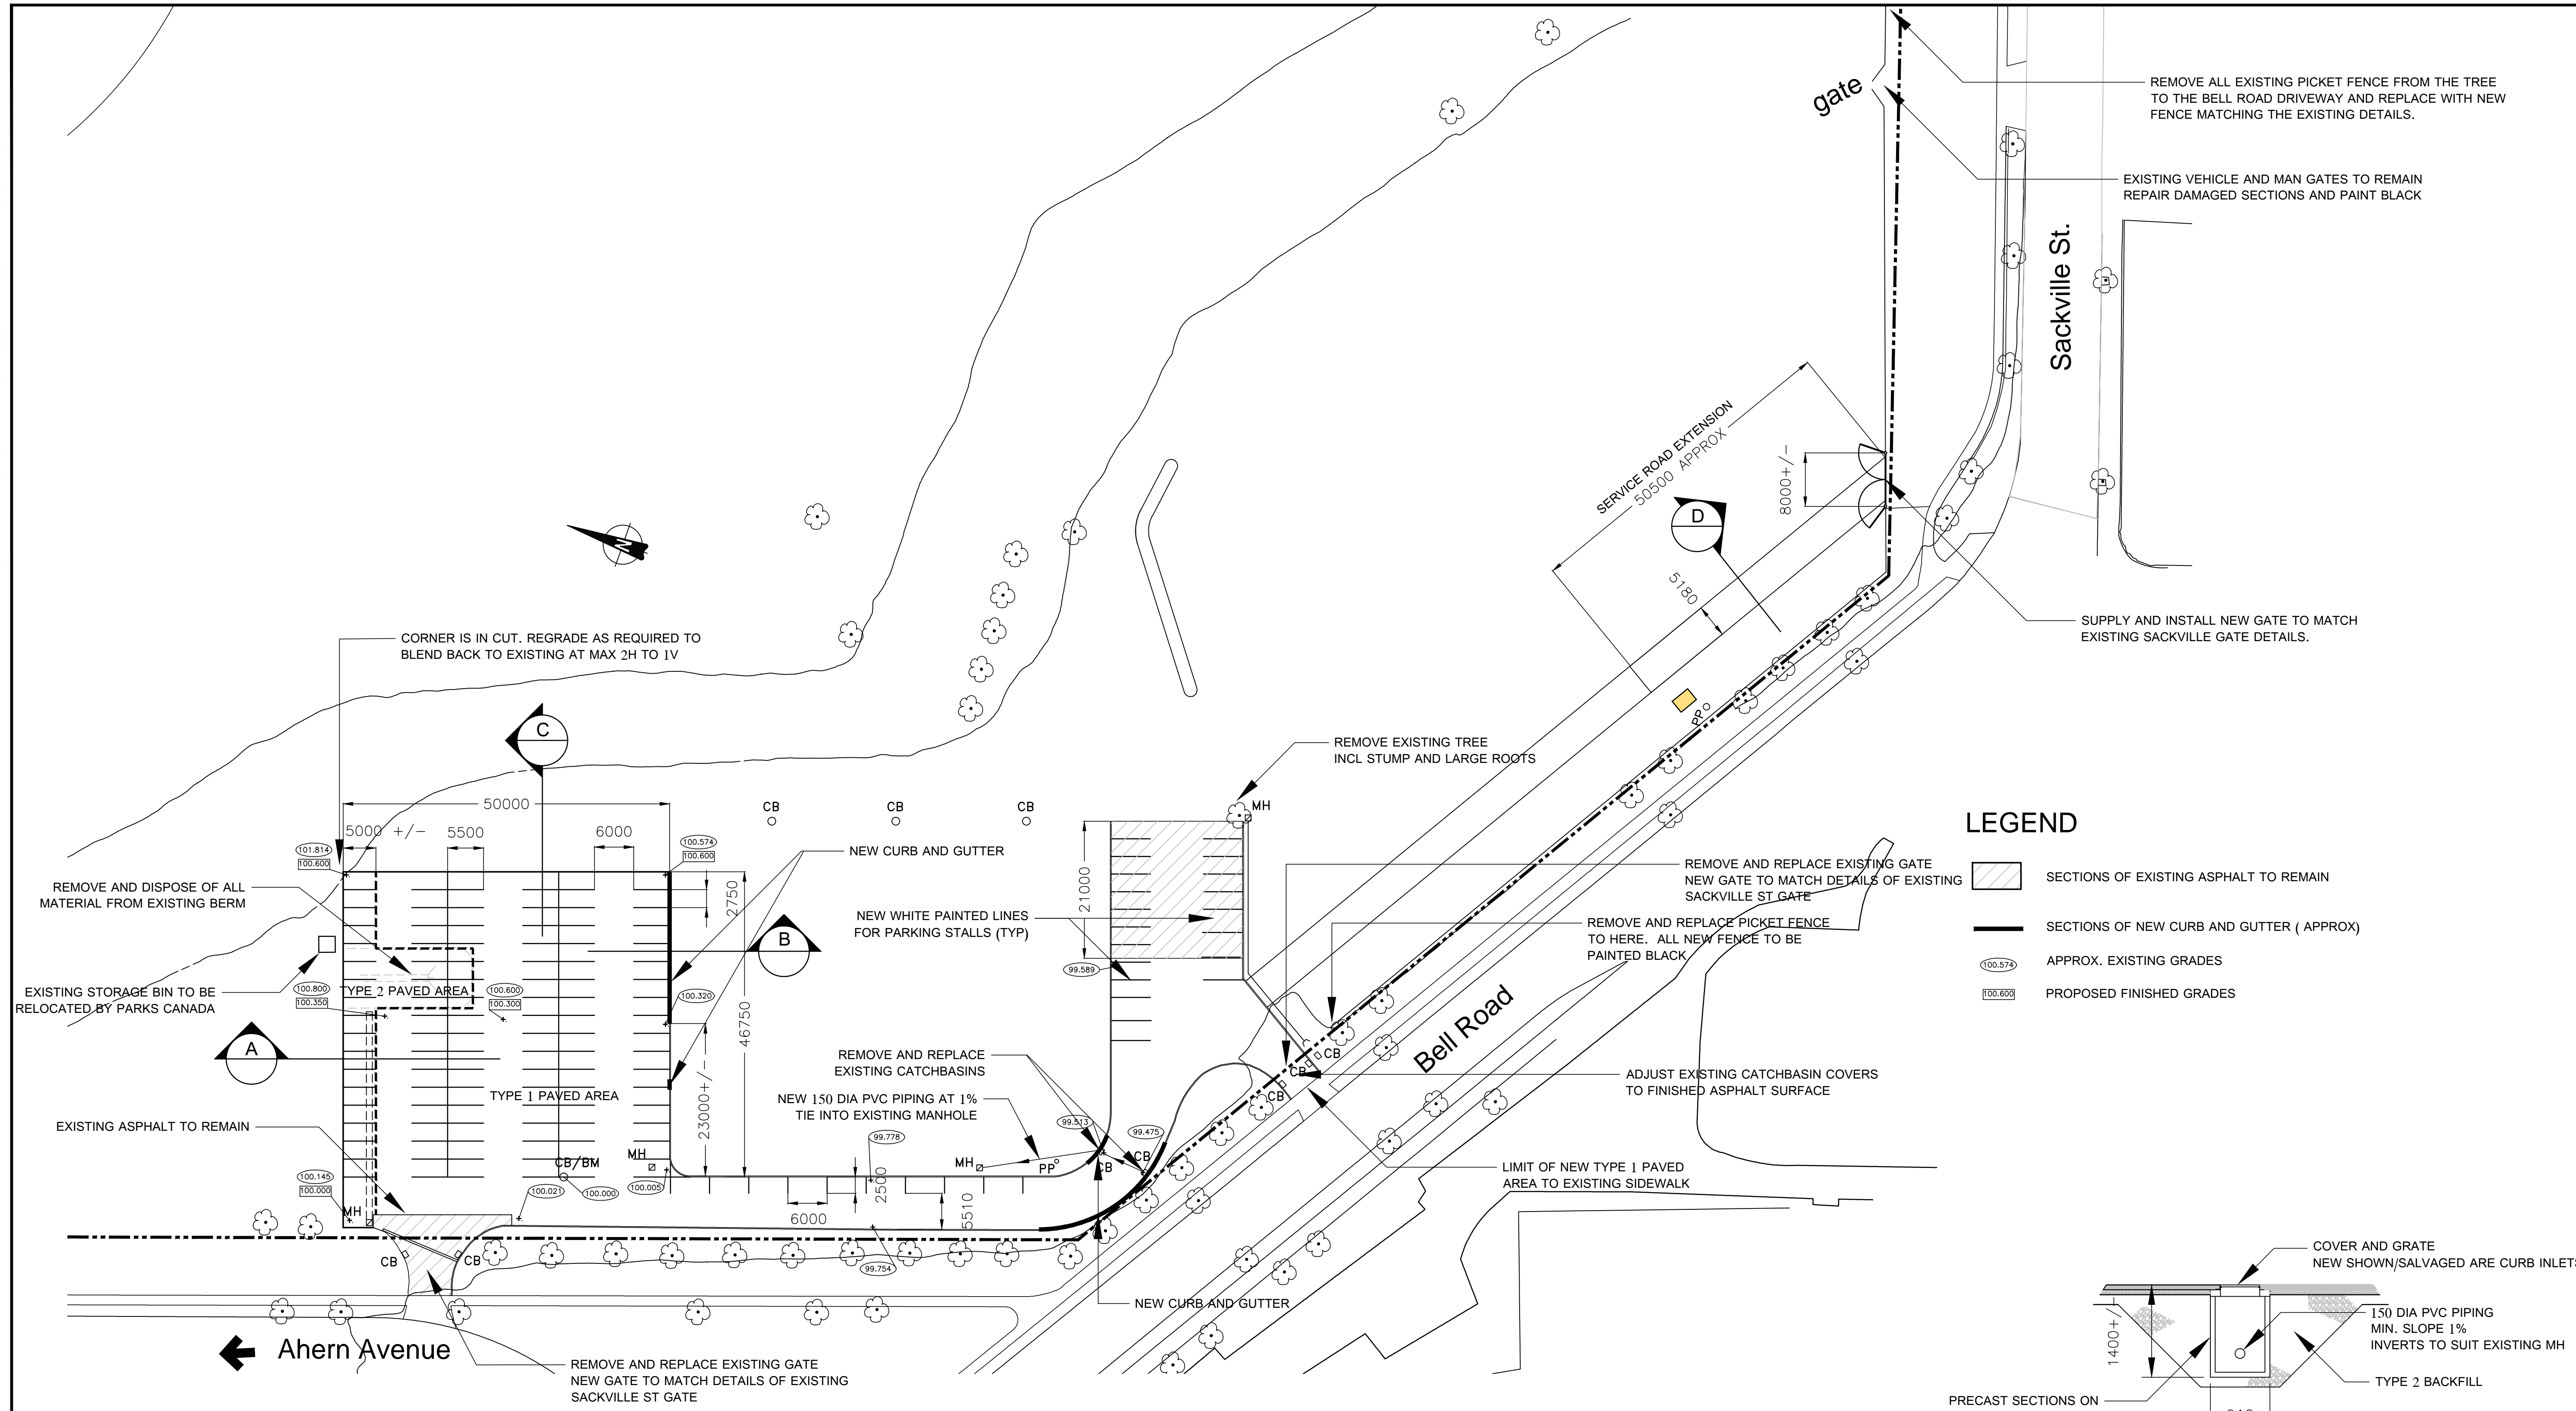 gate
REMOVE ALL EXISTING PICKET FENCE FROM THE TREE
TO THE BELL ROAD DRIVEWAY AND REPLACE WITH NEW
FENCE MATCHING THE EXISTING DETAILS.
EXISTING VEHICLE AND MAN GATES TO REMAIN
REPAIR DAMAGED SECTIONS AND PAINT BLACK
Sackville St.
SERVICE ROAD EXTENSION
50500 APPROX
8000+/-
D
5180
N
SUPPLY AND INSTALL NEW GATE TO MATCH
EXISTING SACKVILLE GATE DETAILS.
CORNER IS IN CUT. REGRADE AS REQUIRED TO
BLEND BACK TO EXISTING AT MAX 2H TO 1V
C
PP
REMOVE EXISTING TREE
INCL STUMP AND LARGE ROOTS
50000
CB
CB
CB
MH
5000 +/-
5500
6000
101.814
100.600
100.574
100.600
NEW CURB AND GUTTER
LEGEND
SECTIONS OF EXISTING ASPHALT TO REMAIN
SECTIONS OF NEW CURB AND GUTTER ( APPROX)
100.574
APPROX. EXISTING GRADES
100.600
PROPOSED FINISHED GRADES
REMOVE AND REPLACE EXISTING GATE
NEW GATE TO MATCH DETAILS OF EXISTING
SACKVILLE ST GATE
REMOVE AND DISPOSE OF ALL
MATERIAL FROM EXISTING BERM
2750
21000
NEW WHITE PAINTED LINES
FOR PARKING STALLS (TYP)
REMOVE AND REPLACE PICKET FENCE
TO HERE. ALL NEW FENCE TO BE
PAINTED BLACK
B
99.589
EXISTING STORAGE BIN TO BE
RELOCATED BY PARKS CANADA
100.800
100.350
TYPE 2 PAVED AREA
100.600
100.300
100.320
46750
A
REMOVE AND REPLACE
EXISTING CATCHBASINS
Bell Road
CB
CB
CB
ADJUST EXISTING CATCHBASIN COVERS
TO FINISHED ASPHALT SURFACE
TYPE 1 PAVED AREA
23000+/-
NEW 150 DIA PVC PIPING AT 1%
TIE INTO EXISTING MANHOLE
EXISTING ASPHALT TO REMAIN
99.513
99.475
99.778
CB/BM
MH
MH
PP
CB
CB
LIMIT OF NEW TYPE 1 PAVED
AREA TO EXISTING SIDEWALK
100.145
100.000
100.021
100.000
100.005
2500
MH
6000
5510
CB
CB
99.754
NEW CURB AND GUTTER
COVER AND GRATE
NEW SHOWN/SALVAGED ARE CURB INLETS
150 DIA PVC PIPING
MIN. SLOPE 1%
INVERTS TO SUIT EXISTING MH
1400+/-
TYPE 2 BACKFILL
PRECAST SECTIONS ON
Ahern Avenue
REMOVE AND REPLACE EXISTING GATE
NEW GATE TO MATCH DETAILS OF EXISTING
SACKVILLE ST GATE